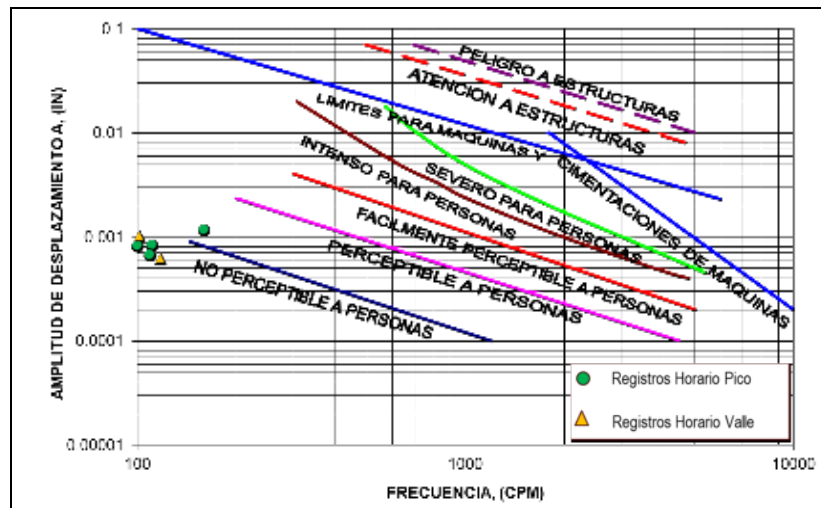 0.1
0.01
0.001
0.0001
0.00001
AMPLITUD DE DESPLAZAMIENTO A, (IN)
PELIGRO A ESTRUCTURAS
ATENCION A ESTRUCTURAS
LIMITES PARA MAQUINAS Y CIMENTACIONES DE MAQUINAS
SEVERO PARA PERSONAS
INTENSO PARA PERSONAS
FACILMENTE PERCEPTIBLE A PERSONAS
PERCEPTIBLE A PERSONAS
NO PERCEPTIBLE A PERSONAS
Registros Horario Pico
Registros Horario Valle
100
1000
10000
FRECUENCIA, (CPM)